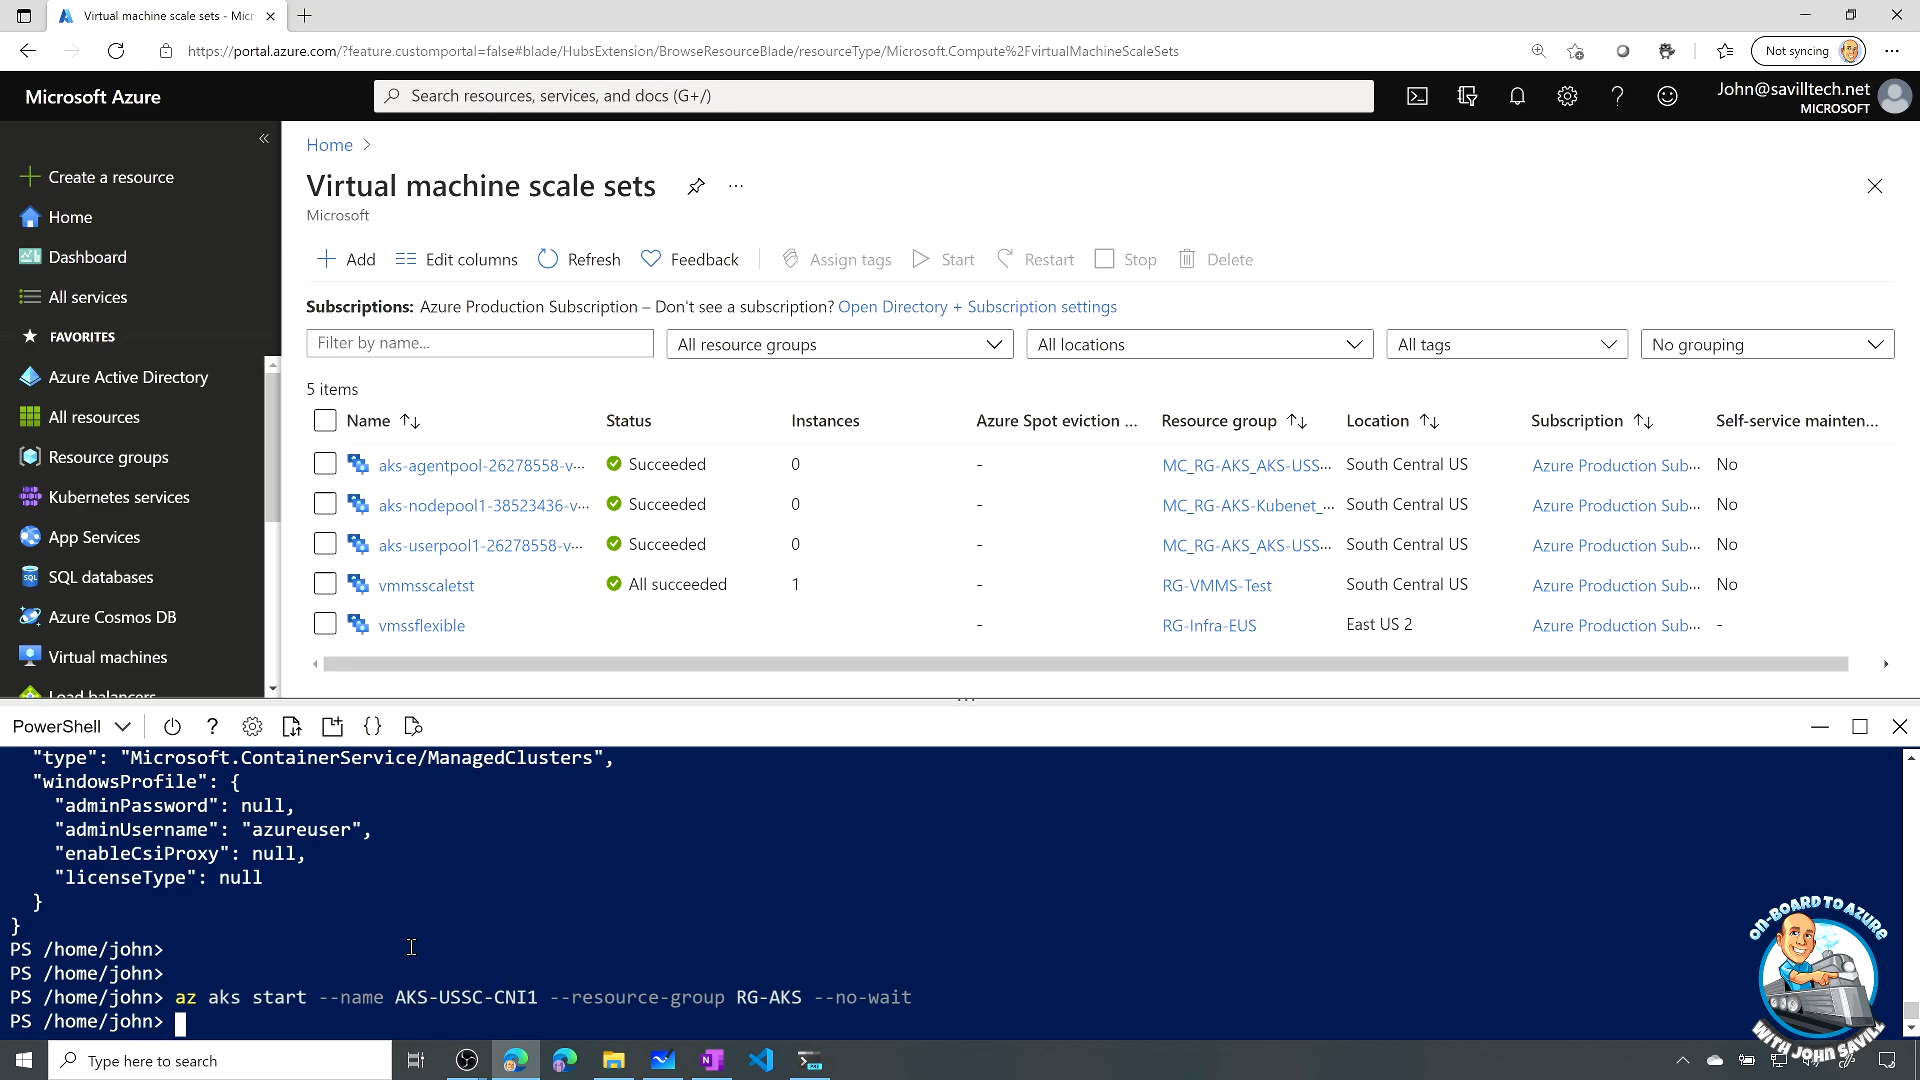 Virtual machine scale sets - Micr
https://portal.azure.com/?feature.customportal=false#blade/HubsExtension/BrowseResourceBlade/resourceType/Microsoft.Compute%2FvirtualMachineScaleSets
Not syncing
Microsoft Azure
Search resources, services, and docs (G+/)
John@savilltech.net
MICROSOFT
Create a resource
Home
Dashboard
All services
FAVORITES
Azure Active Directory
All resources
Resource groups
Kubernetes services
App Services
SQL databases
Azure Cosmos DB
Virtual machines
Load balancers
Home >
Virtual machine scale sets
Microsoft
Add Edit columns Refresh Feedback Assign tags Start Restart Stop Delete
Subscriptions: Azure Production Subscription – Don't see a subscription? Open Directory + Subscription settings
Filter by name... All resource groups All locations All tags No grouping
5 items
Name Status Instances Azure Spot eviction ... Resource group Location Subscription Self-service mainten...
aks-agentpool-26278558-v... Succeeded 0 - MC_RG-AKS_AKS-USS... South Central US Azure Production Sub... No
aks-nodepool1-38523436-v... Succeeded 0 - MC_RG-AKS-Kubenet_... South Central US Azure Production Sub... No
aks-userpool1-26278558-v... Succeeded 0 - MC_RG-AKS_AKS-USS... South Central US Azure Production Sub... No
vmmsscaletst All succeeded 1 - RG-VMMS-Test South Central US Azure Production Sub... No
vmssflexible - RG-Infra-EUS East US 2 Azure Production Sub... -
PowerShell
"type": "Microsoft.ContainerService/ManagedClusters",
"windowsProfile": {
"adminPassword": null,
"adminUsername": "azureuser",
"enableCsiProxy": null,
"licenseType": null
}
}
PS /home/john>
PS /home/john>
PS /home/john> az aks start --name AKS-USSC-CNI1 --resource-group RG-AKS --no-wait
PS /home/john>
ON-BOARD TO AZURE
WITH JOHN SAVILL
Type here to search